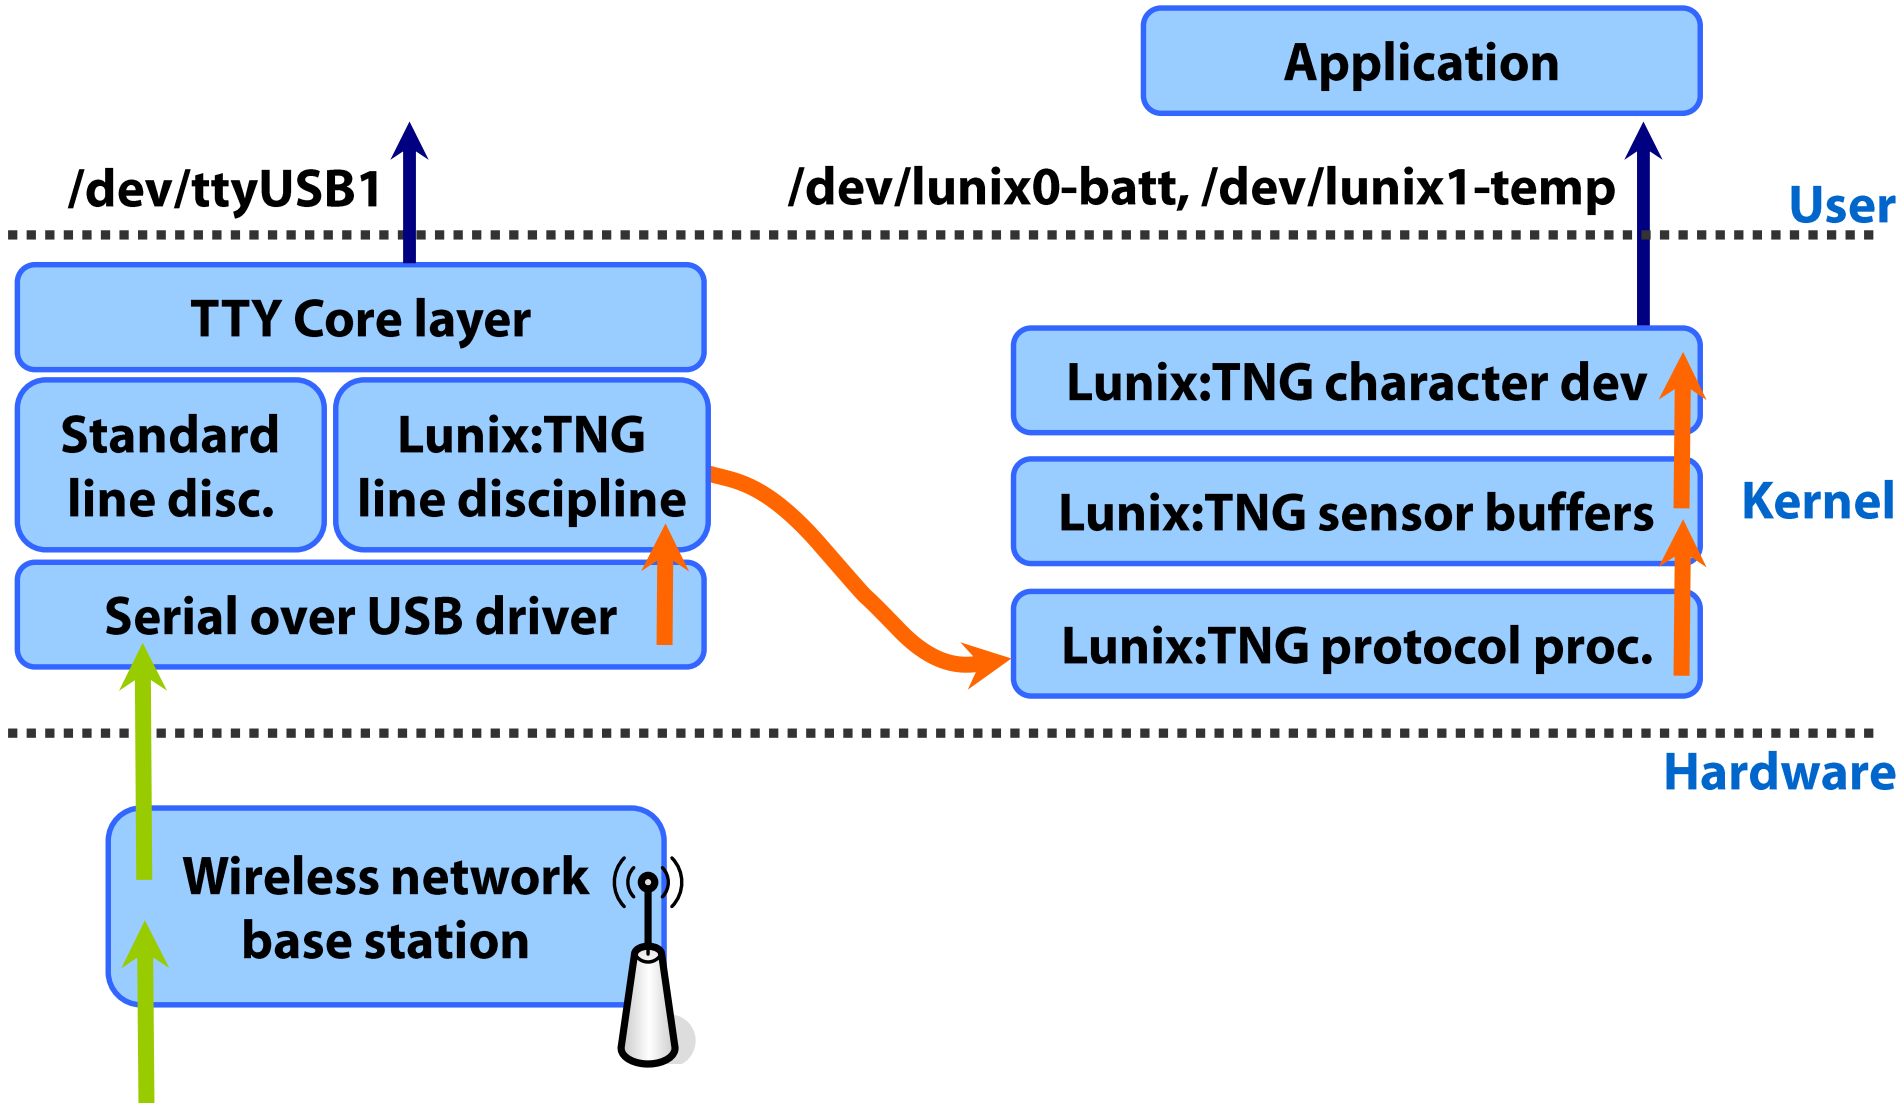 Application
/dev/ttyUSB1
/dev/lunix0-batt, /dev/lunix1-temp
User
TTY Core layer
Standard
line disc.
Lunix:TNG
line discipline
Serial over USB driver
Lunix:TNG character dev
Lunix:TNG sensor buffers
Lunix:TNG protocol proc.
Kernel
Hardware
Wireless network
base station